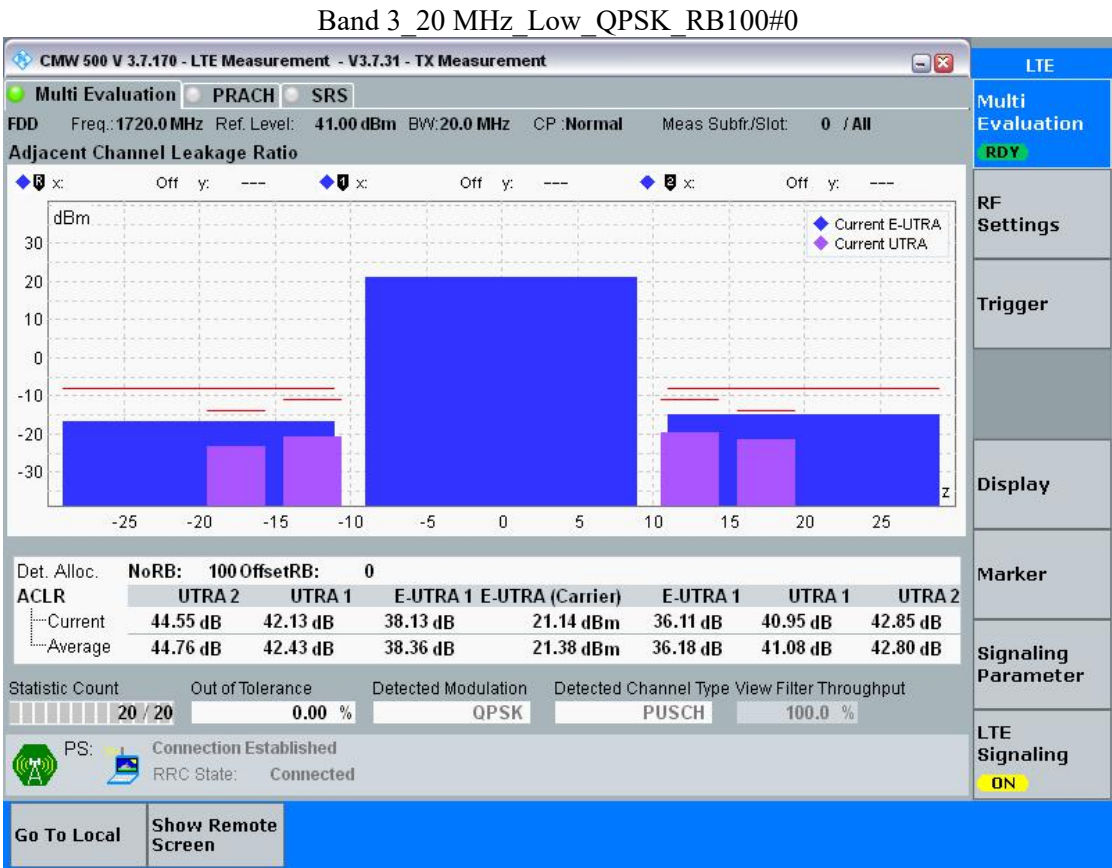 Band 3_20 MHz_Low_QPSK_RB100#0
CMW 500 V 3.7.170 - LTE Measurement - V3.7.31 - TX Measurement
LTE
Multi Evaluation PRACH SRS
FDD Freq.: 1720.0 MHz Ref. Level: 41.00 dBm BW: 20.0 MHz CP : Normal Meas Subfr./Slot: 0 / All
Adjacent Channel Leakage Ratio
R x: Off y: --- 1 x: Off y: --- 2 x: Off y: ---
dBm
Current E-UTRA
Current UTRA
30
20
10
0
-10
-20
-30
z
-25 -20 -15 -10 -5 0 5 10 15 20 25
Det. Alloc. NoRB: 100 OffsetRB: 0
ACLR UTRA 2 UTRA 1 E-UTRA 1 E-UTRA (Carrier) E-UTRA 1 UTRA 1 UTRA 2
Current 44.55 dB 42.13 dB 38.13 dB 21.14 dBm 36.11 dB 40.95 dB 42.85 dB
Average 44.76 dB 42.43 dB 38.36 dB 21.38 dBm 36.18 dB 41.08 dB 42.80 dB
Statistic Count Out of Tolerance Detected Modulation Detected Channel Type View Filter Throughput
20 / 20 0.00 % QPSK PUSCH 100.0 %
PS: Connection Established
RRC State: Connected
Multi
Evaluation
RDY
RF
Settings
Trigger
Display
Marker
Signaling
Parameter
LTE
Signaling
ON
Go To Local
Show Remote
Screen